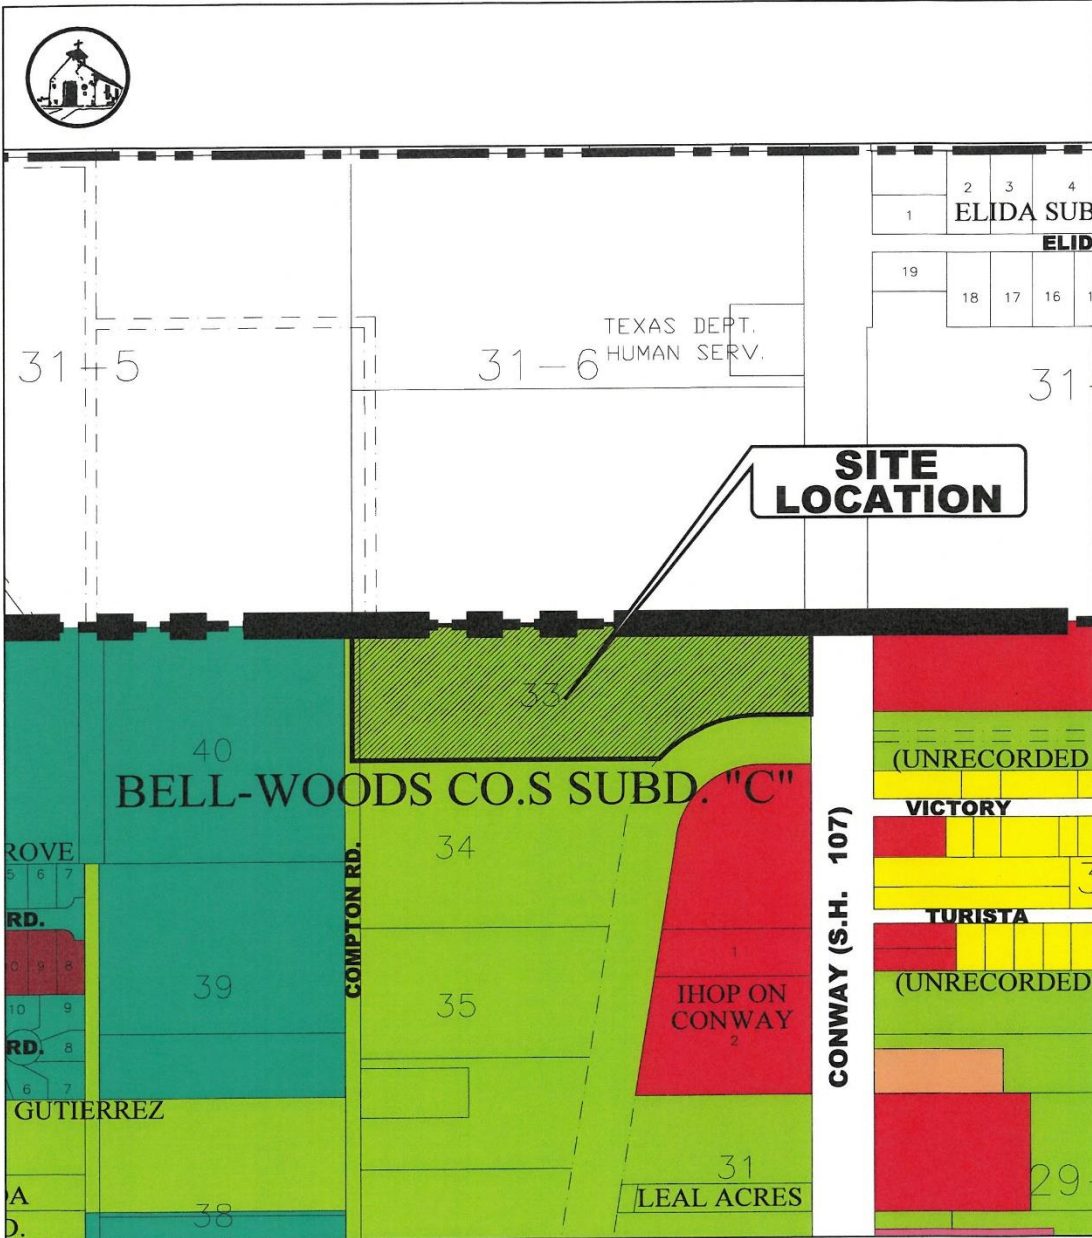 2
3
4
1
ELIDA SUB
ELID
19
18
17
16
1
TEXAS DEPT.
HUMAN SERV.
31-5
31-6
31-
SITE
LOCATION
33
40
BELL-WOODS CO.S SUBD. "C"
(UNRECORDED
VICTORY
34
ROVE
5
6
7
RD.
COMPTON RD.
CONWAY (S.H. 107)
3
TURISTA
10
9
8
1
39
35
IHOP ON
CONWAY
2
(UNRECORDED
10
9
RD.
8
6
7
GUTIERREZ
31
LEAL ACRES
29-
A
D.
38